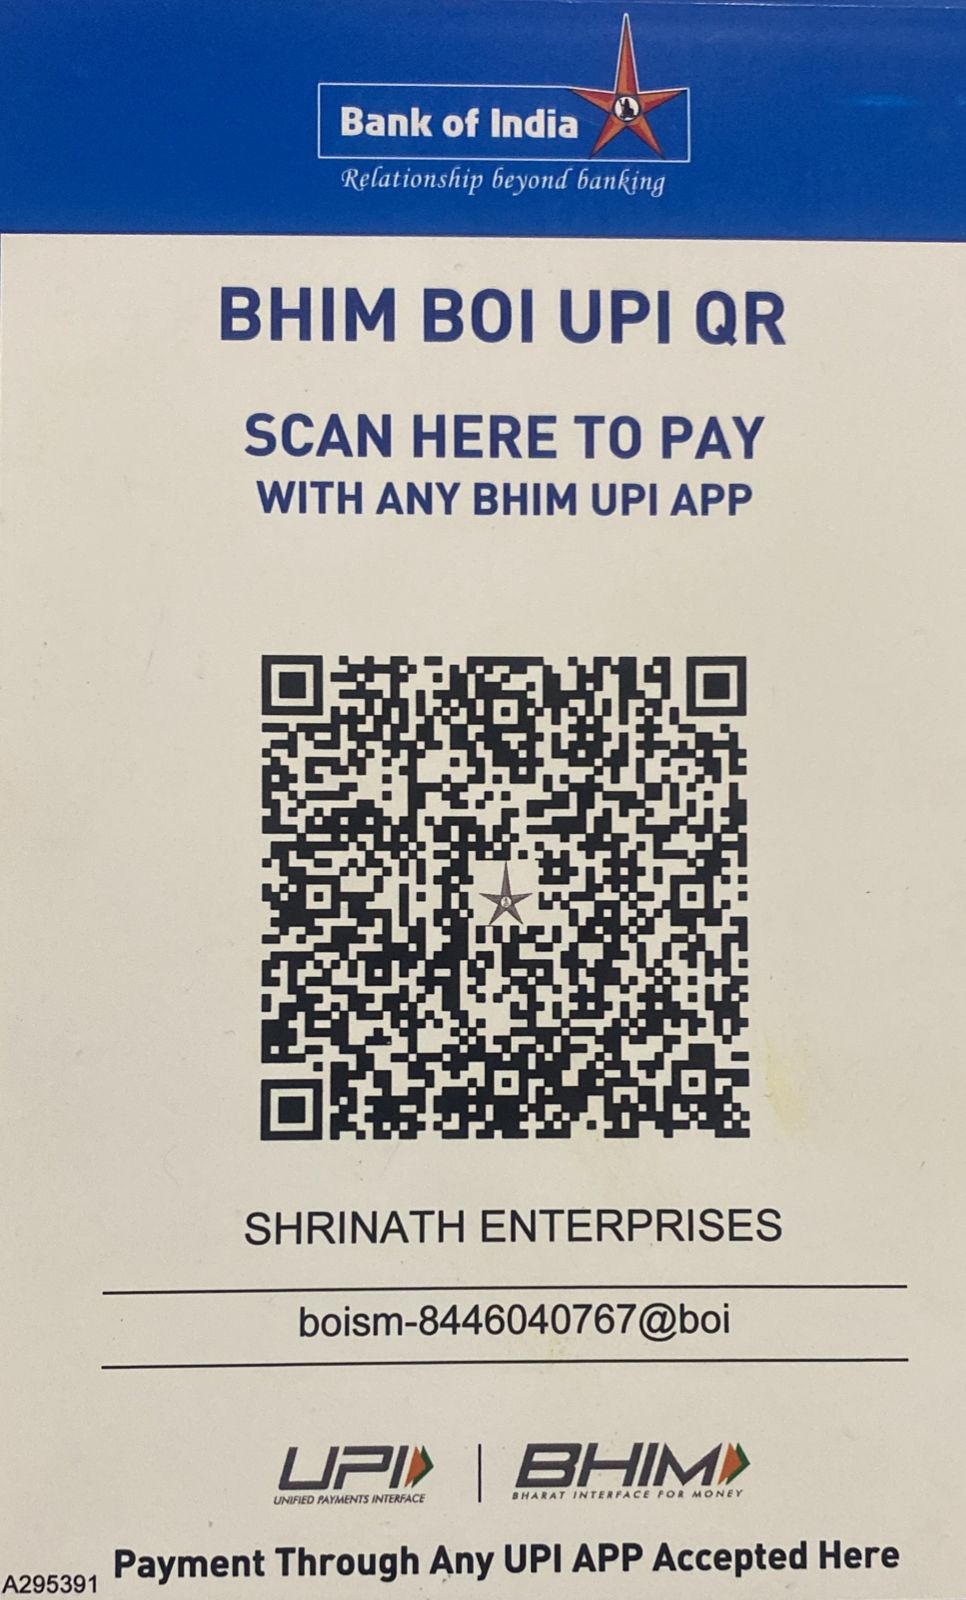 Bank of India
Relationship beyond banking
BHIM BOI UPI QR
SCAN HERE TO PAY
WITH ANY BHIM UPI APP
SHRINATH ENTERPRISES
boism-8446040767@boi
UPI
UNIFIED PAYMENTS INTERFACE
BHIM
BHARAT INTERFACE FOR MONEY
Payment Through Any UPI APP Accepted Here
A295391